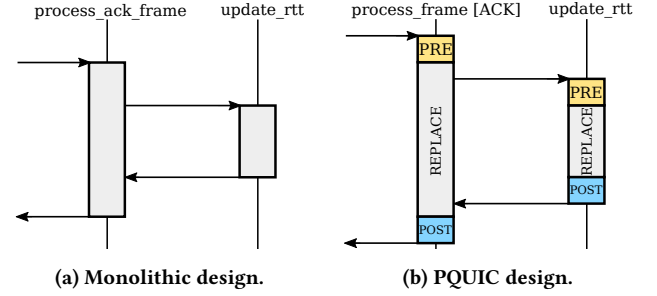 process_ack_frame
update_rtt
(a) Monolithic design.
process_frame [ACK]
update_rtt
PRE
PRE
REPLACE
REPLACE
POST
POST
(b) PQUIC design.